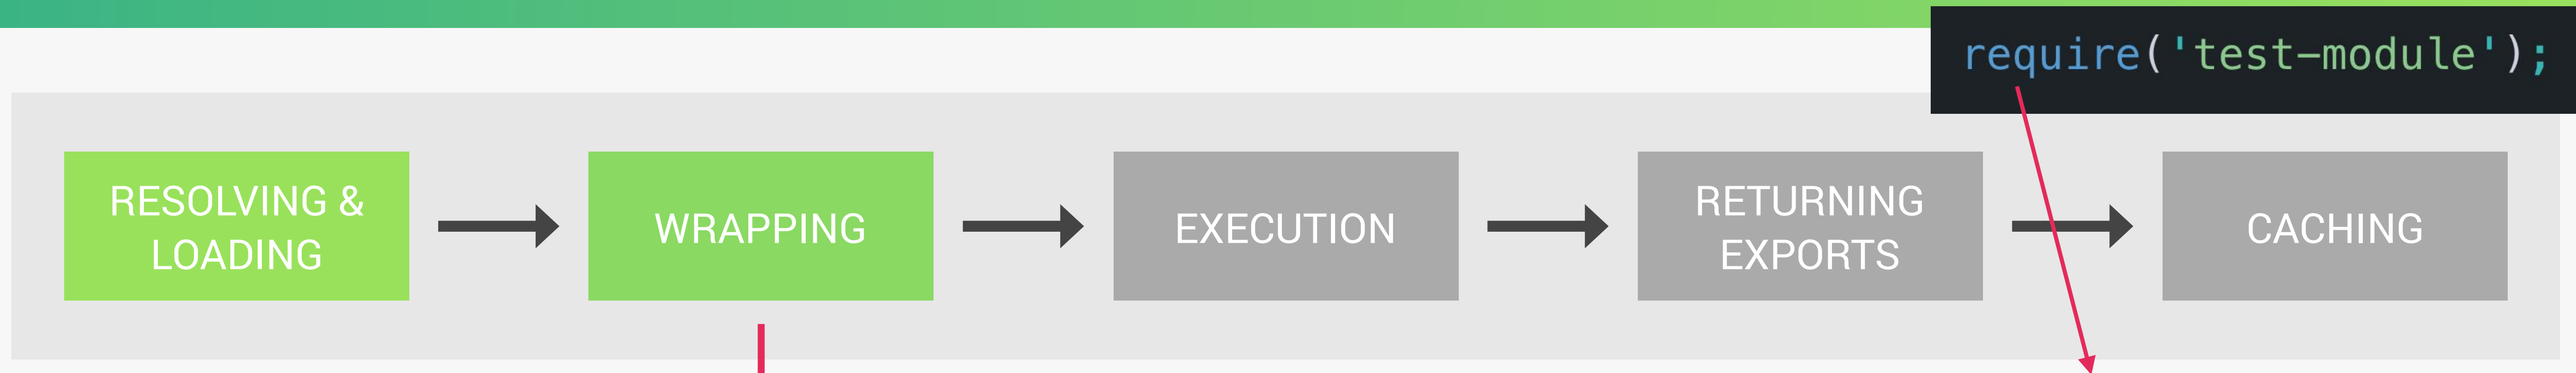 require('test-module');
RESOLVING &
LOADING
WRAPPING
EXECUTION
RETURNING
EXPORTS
CACHING